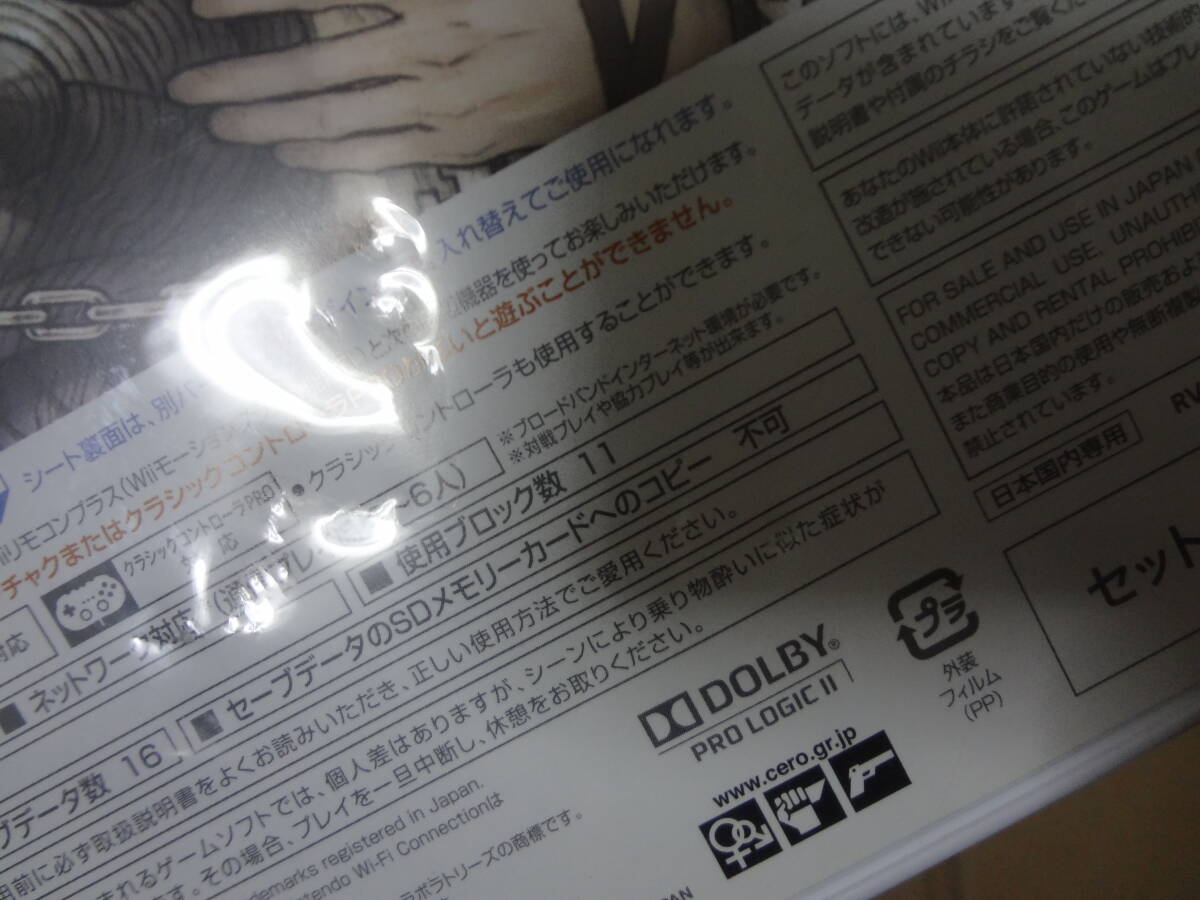 シート裏面は、別 入れ替えてご使用になれます。
リモコンプラス(Wiiモーション 機器を使ってお楽しみいただけます。
チャクまたはクラシックコントロ ないと遊ぶことができません。
クラシックコントローラPRO
対応
●クラシックコントローラも使用することができます。
対応
■ネットワーク対応
6人)
※ブロードバンドインターネット環境が必要です。
※対戦プレイや協力プレイ等が出来ます。
■使用ブロック数 11
ブデータ数 16
■セーブデータのSDメモリーカードへのコピー 不可
用前に必ず取扱説明書をよくお読みいただき、正しい使用方法でご愛用ください。
まれるゲームソフトでは、個人差はありますが、シーンにより乗り物酔いに似た症状が
す。その場合、プレイを一旦中断し、休憩をお取りください。
demarks registered in Japan.
ntendo Wi-Fi Connectionは
ラボラトリーズの商標です。
PAN
このソフトには、Wii
データが含まれています
説明書や付属のチラシをご覧くだ
あなたのWii本体に許諾されていない技術的
改造が施されている場合、このゲームはプレ
できない可能性があります。
FOR SALE AND USE IN JAPAN
COMMERCIAL USE. UNAUTH
COPY AND RENTAL PROHIBI
本品は日本国内だけの販売およ
また商業目的の使用や無断複製
禁止されています。
RV
日本国内専用
セット
プラ
外装
フィルム
(PP)
DOLBY®
PRO LOGIC II
www.cero.gr.jp